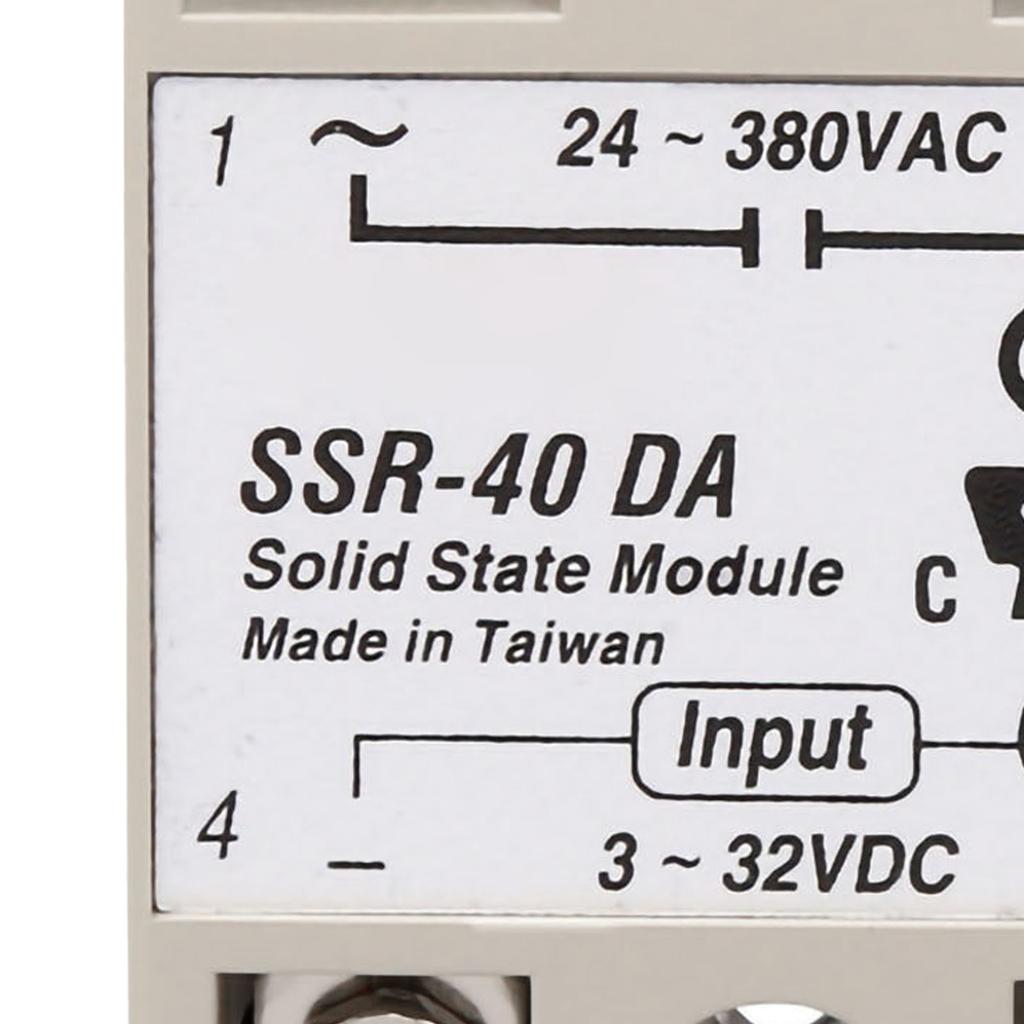 1 ~ 24 ~ 380VAC
SSR-40 DA
Solid State Module
C
Made in Taiwan
Input
4 − 3 ~ 32VDC